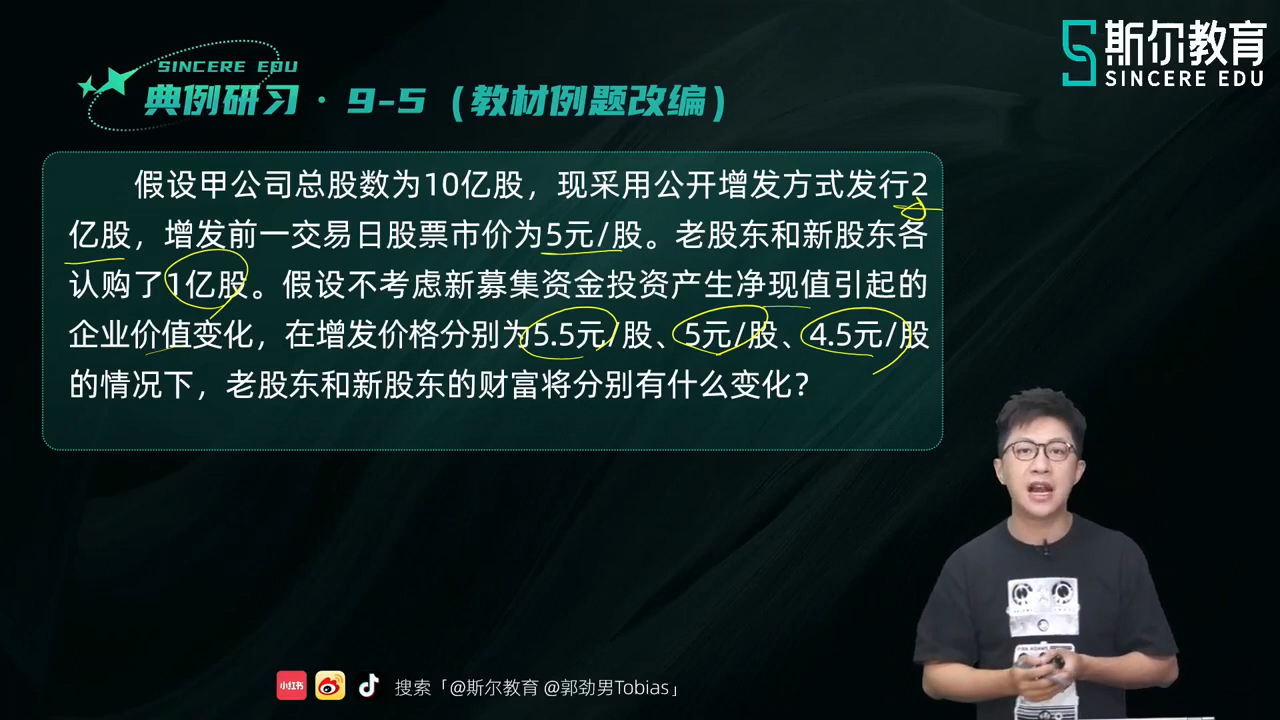 斯尔教育
SINCERE EDU
SINCERE EDU
典例研习·9-5（教材例题改编）
假设甲公司总股数为10亿股，现采用公开增发方式发行2
亿股，增发前一交易日股票市价为5元/股。老股东和新股东各
认购了1亿股。假设不考虑新募集资金投资产生净现值引起的
企业价值变化，在增发价格分别为5.5元/股、5元/股、4.5元/股
的情况下，老股东和新股东的财富将分别有什么变化？
小红书
搜索「@斯尔教育 @郭劲男Tobias」